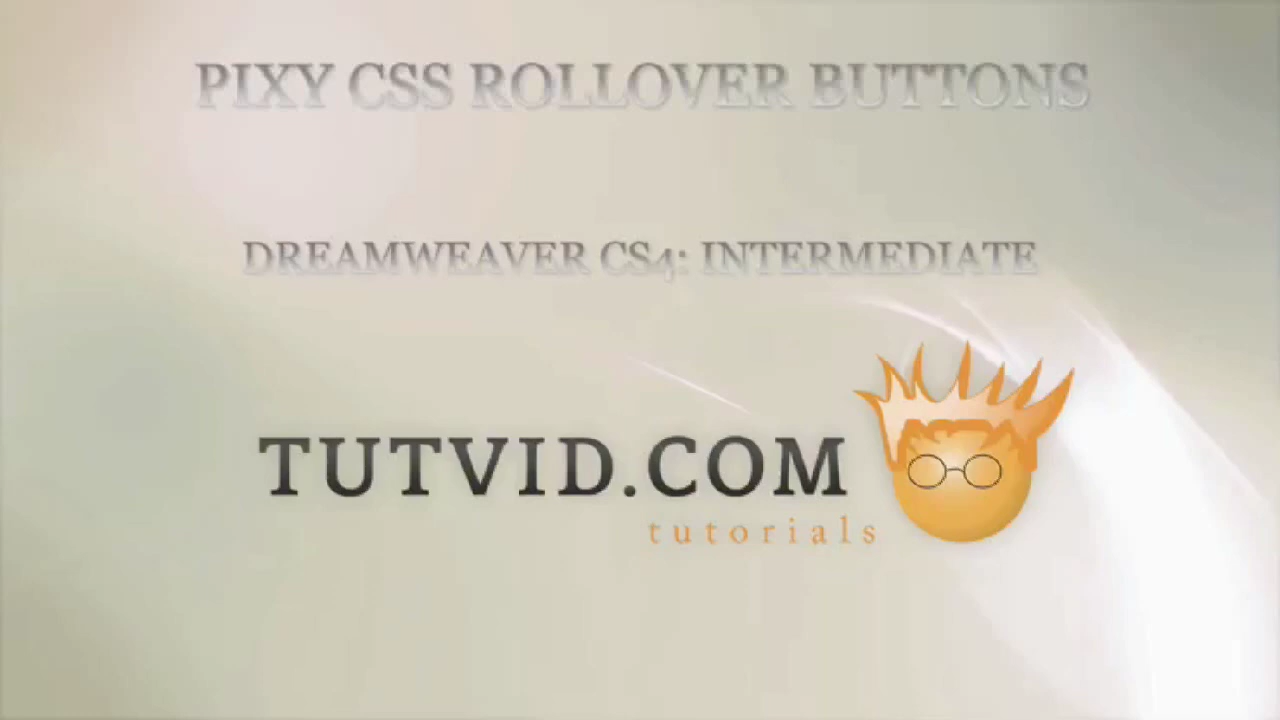 PIXY CSS ROLLOVER BUTTONS
DREAMWEAVER CS4: INTERMEDIATE
TUTVID.COM
tutorials